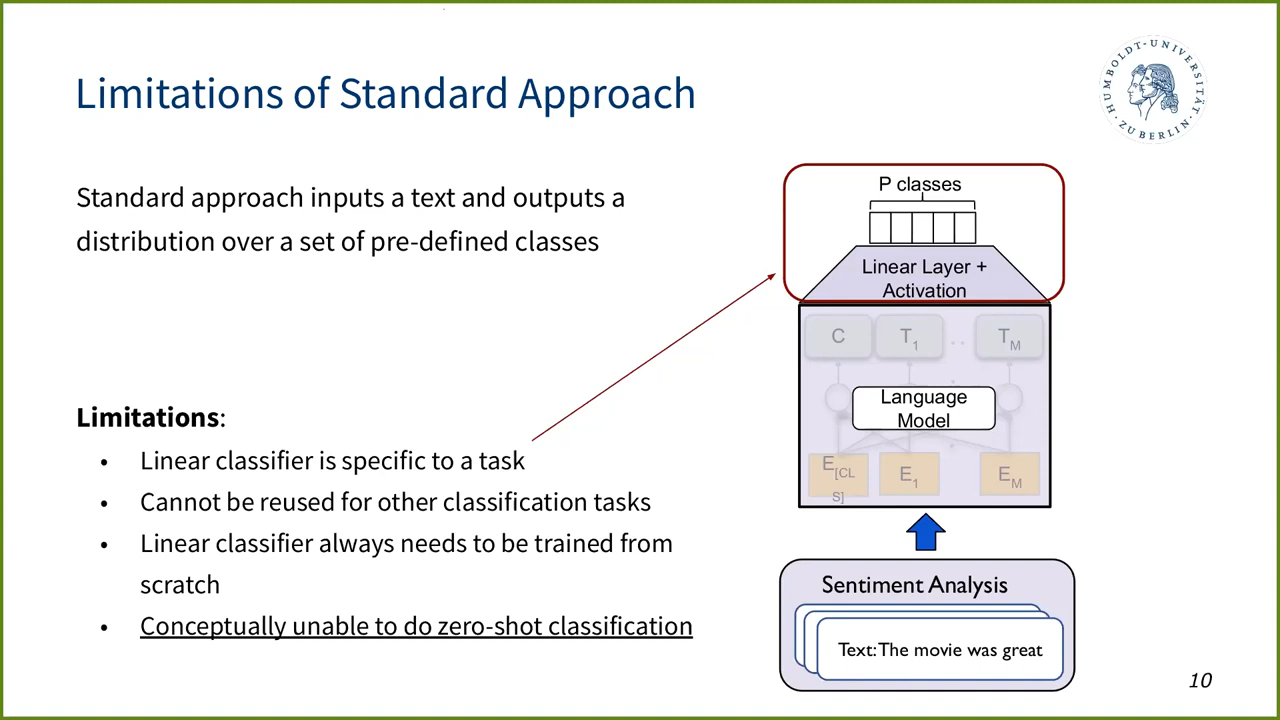 Limitations of Standard Approach
HUMBOLDT-UNIVERSITÄT ZU BERLIN
Standard approach inputs a text and outputs a
distribution over a set of pre-defined classes
Limitations:
• Linear classifier is specific to a task
• Cannot be reused for other classification tasks
• Linear classifier always needs to be trained from
scratch
• Conceptually unable to do zero-shot classification
P classes
Linear Layer +
Activation
C T1 .. TM
Language
Model
E[CL
S] E1 EM
Sentiment Analysis
Text: The movie was great
10